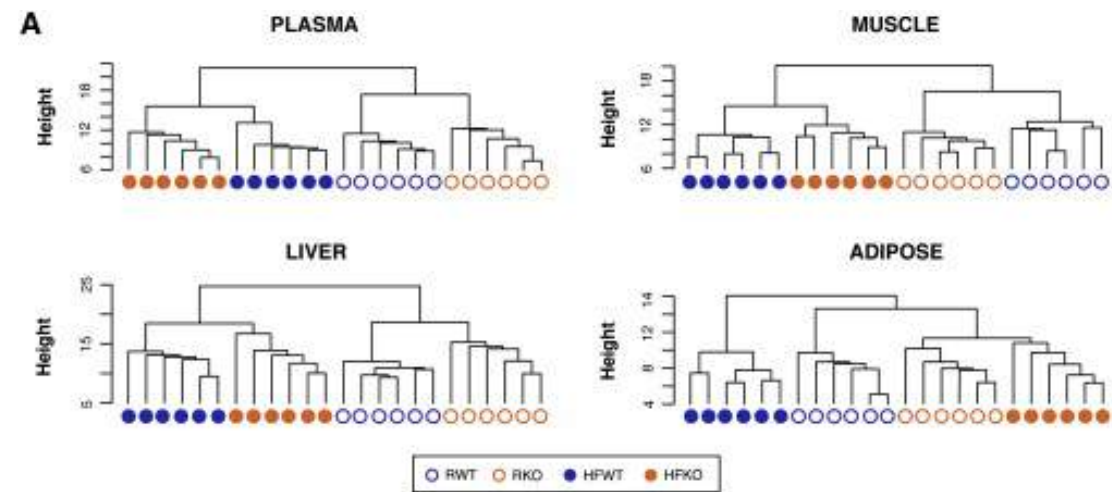 A
PLASMA
Height
6 12 18
MUSCLE
Height
6 12 18
LIVER
Height
5 15 25
ADIPOSE
Height
4 8 12 14
RWT RKO HFWT HFKO